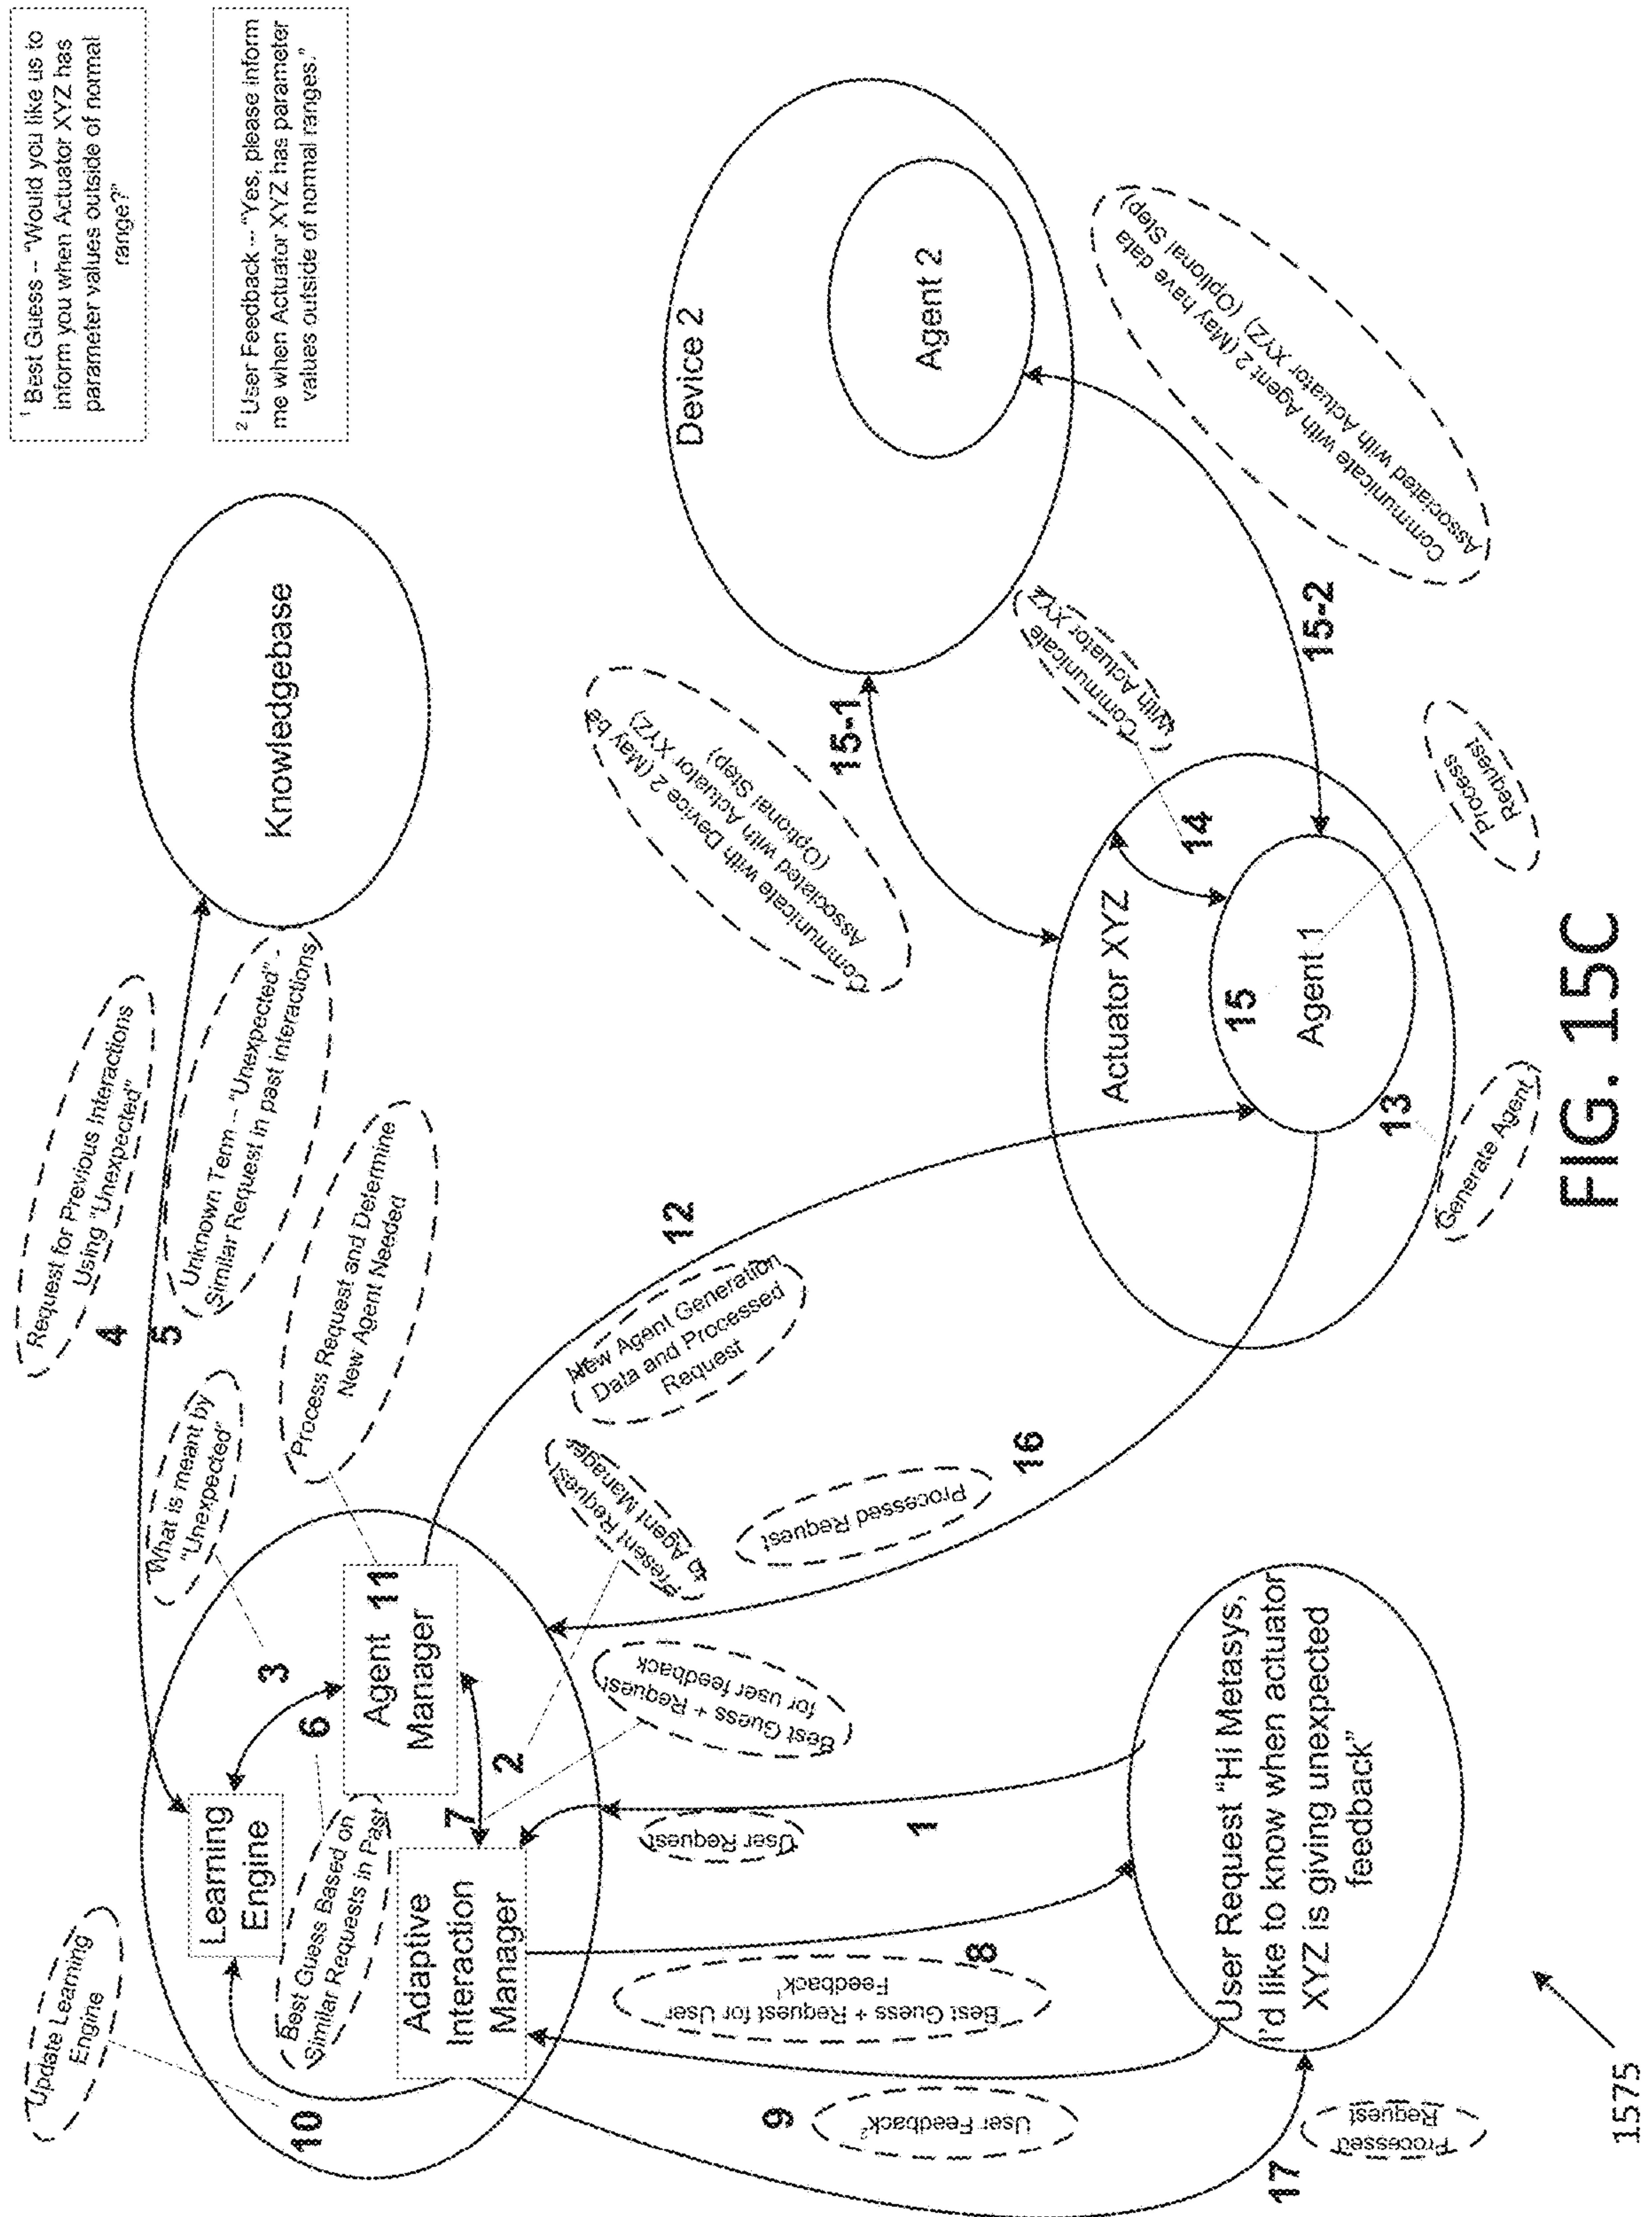 ¹ Best Guess -- "Would you like us to
inform you when Actuator XYZ has
parameter values outside of normal
range?"
² User Feedback -- "Yes, please inform
me when Actuator XYZ has parameter
values outside of normal ranges."
Update Learning
Engine
10
Learning
Engine
Best Guess Based on
Similar Requests in Past
6
3
What is meant by
"Unexpected"
4
Request for Previous Interactions
Using "Unexpected"
5
Unknown Term -- "Unexpected" -
Similar Request in past interactions
Knowledgebase
Agent 11
Manager
Process Request and Determine
New Agent Needed
Adaptive
Interaction
Manager
7
2
Present Request
to Agent Manager
Best Guess + Request
for user feedback
12
New Agent Generation
Data and Processed
Request
16
Processed Request
1
User Request
8
Best Guess + Request for User
Feedback¹
9
User Feedback²
17
Processed
Request
User Request "Hi Metasys,
I'd like to know when actuator
XYZ is giving unexpected
feedback"
Device 2
Agent 2
15-1
Communicate with Device 2 (May be
Associated with Actuator XYZ)
(Optional Step)
Communicate
with Actuator XYZ
14
15-2
Communicate with Agent 2 (May have data
Associated with Actuator XYZ) (Optional Step)
Actuator XYZ
15
Agent 1
Process
Request
13
Generate Agent
1575
FIG. 15C